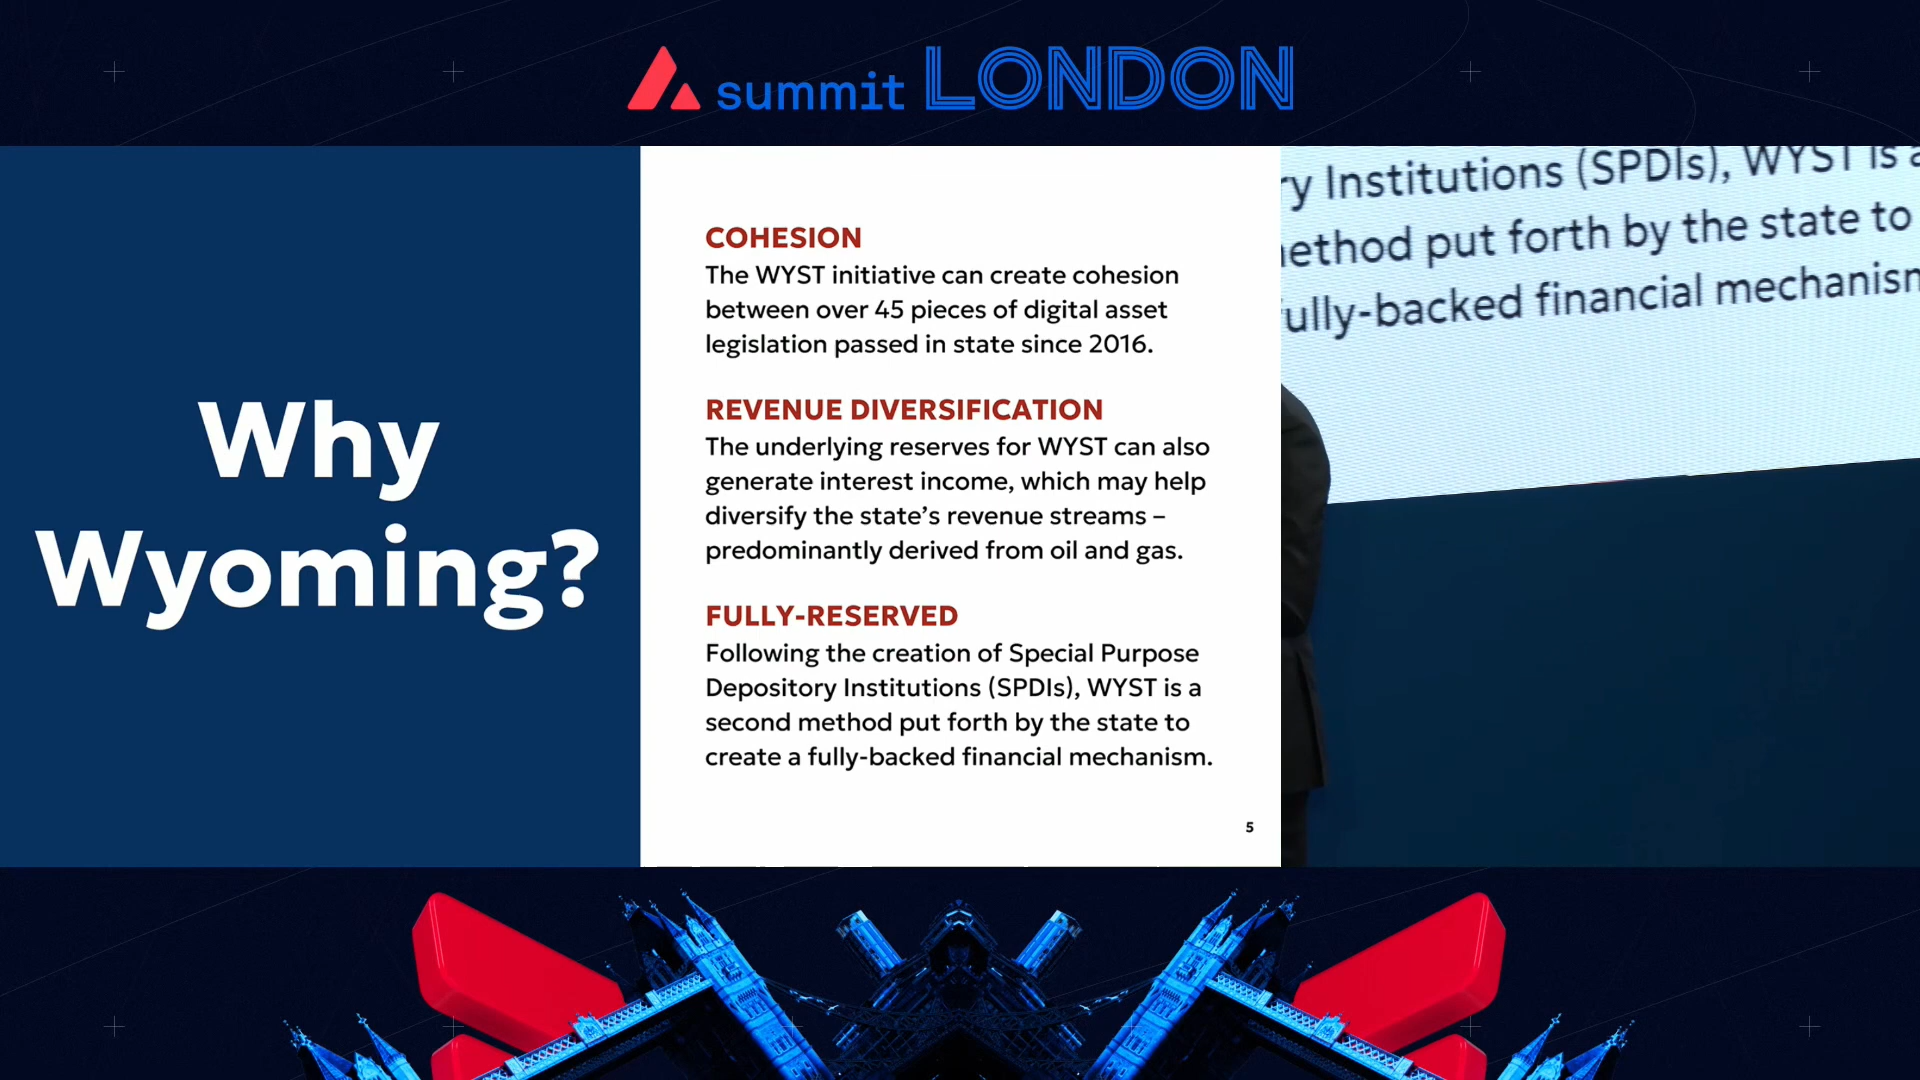 summit LONDON
Why
Wyoming?
COHESION
The WYST initiative can create cohesion
between over 45 pieces of digital asset
legislation passed in state since 2016.
REVENUE DIVERSIFICATION
The underlying reserves for WYST can also
generate interest income, which may help
diversify the state’s revenue streams –
predominantly derived from oil and gas.
FULLY-RESERVED
Following the creation of Special Purpose
Depository Institutions (SPDIs), WYST is a
second method put forth by the state to
create a fully-backed financial mechanism.
5
ry Institutions (SPDIs), WYST is a
ethod put forth by the state to
ully-backed financial mechanism